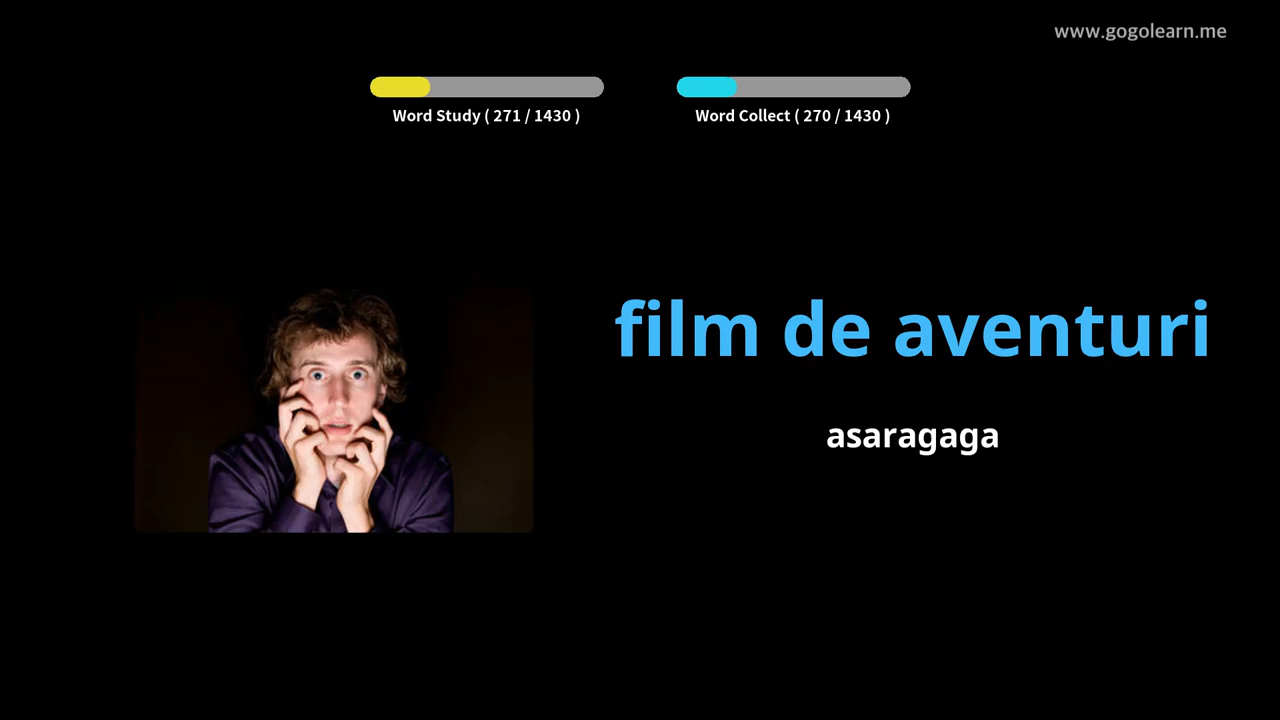 www.gogolearn.me
Word Study ( 271 / 1430 )
Word Collect ( 270 / 1430 )
film de aventuri
asaragaga